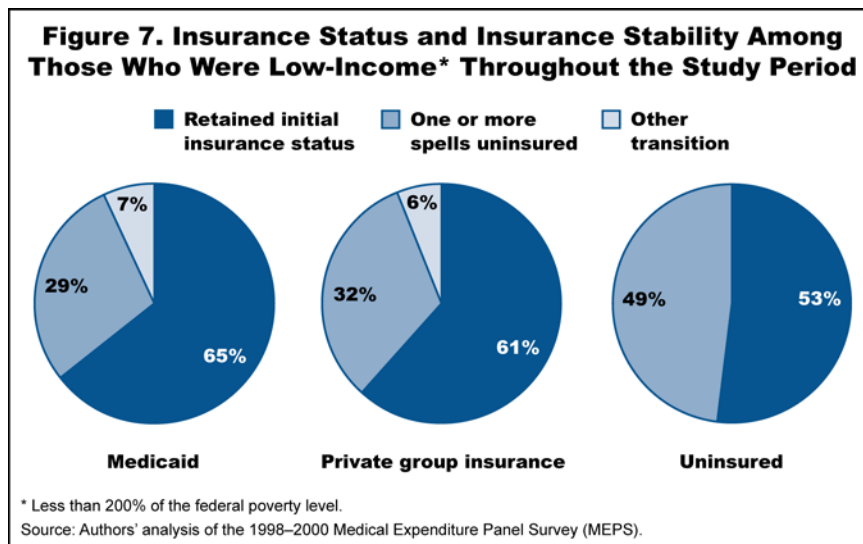 Figure 7. Insurance Status and Insurance Stability Among
Those Who Were Low-Income* Throughout the Study Period
Retained initial
insurance status
One or more
spells uninsured
Other
transition
7%
29%
65%
6%
32%
61%
49%
53%
Medicaid
Private group insurance
Uninsured
* Less than 200% of the federal poverty level.
Source: Authors' analysis of the 1998–2000 Medical Expenditure Panel Survey (MEPS).